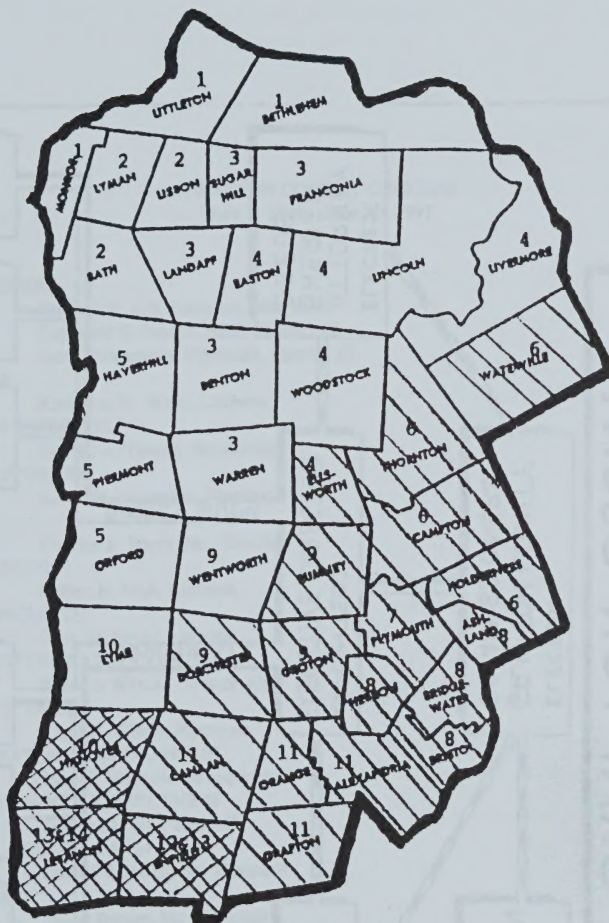 1
LITTLETON
1
BETHLEHEM
1
MONROE
2
LYMAN
2
LISBON
3
SUGAR
HILL
3
FRANCONIA
2
BATH
3
LANDAFF
4
EASTON
4
LINCOLN
4
LIVERMORE
5
HAVERHILL
3
BENTON
4
WOODSTOCK
6
WATERVILLE
5
PIERMONT
3
WARREN
4
ELLS-
WORTH
6
THORNTON
6
CAMPTON
5
ORFORD
9
WENTWORTH
9
RUMNEY
HOLDERNESS
6
7
PLYMOUTH
ASH-
LAND
8
10
LYME
9
DORCHESTER
9
GROTON
8
HEBRON
8
BRIDGE-
WATER
8
BRISTOL
10
HANOVER
11
CANAAN
11
ORANGE
11
ALEXANDRIA
13&14
LEBANON
ENFIELD
11
GRAFTON